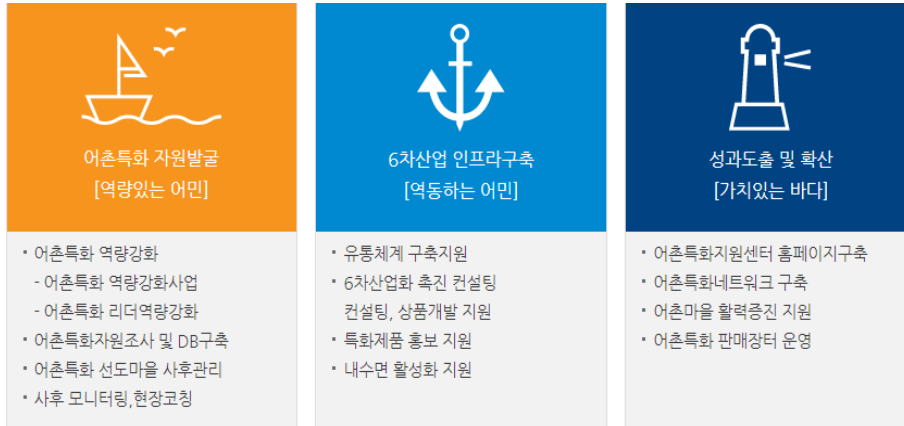 어촌특화 자원발굴
[역량있는 어민]
· 어촌특화 역량강화
- 어촌특화 역량강화사업
- 어촌특화 리더역량강화
· 어촌특화자원조사 및 DB구축
· 어촌특화 선도마을 사후관리
· 사후 모니터링,현장코칭
6차산업 인프라구축
[역동하는 어민]
· 유통체계 구축지원
· 6차산업화 촉진 컨설팅
컨설팅, 상품개발 지원
· 특화제품 홍보 지원
· 내수면 활성화 지원
성과도출 및 확산
[가치있는 바다]
· 어촌특화지원센터 홈페이지구축
· 어촌특화네트워크 구축
· 어촌마을 활력증진 지원
· 어촌특화 판매장터 운영